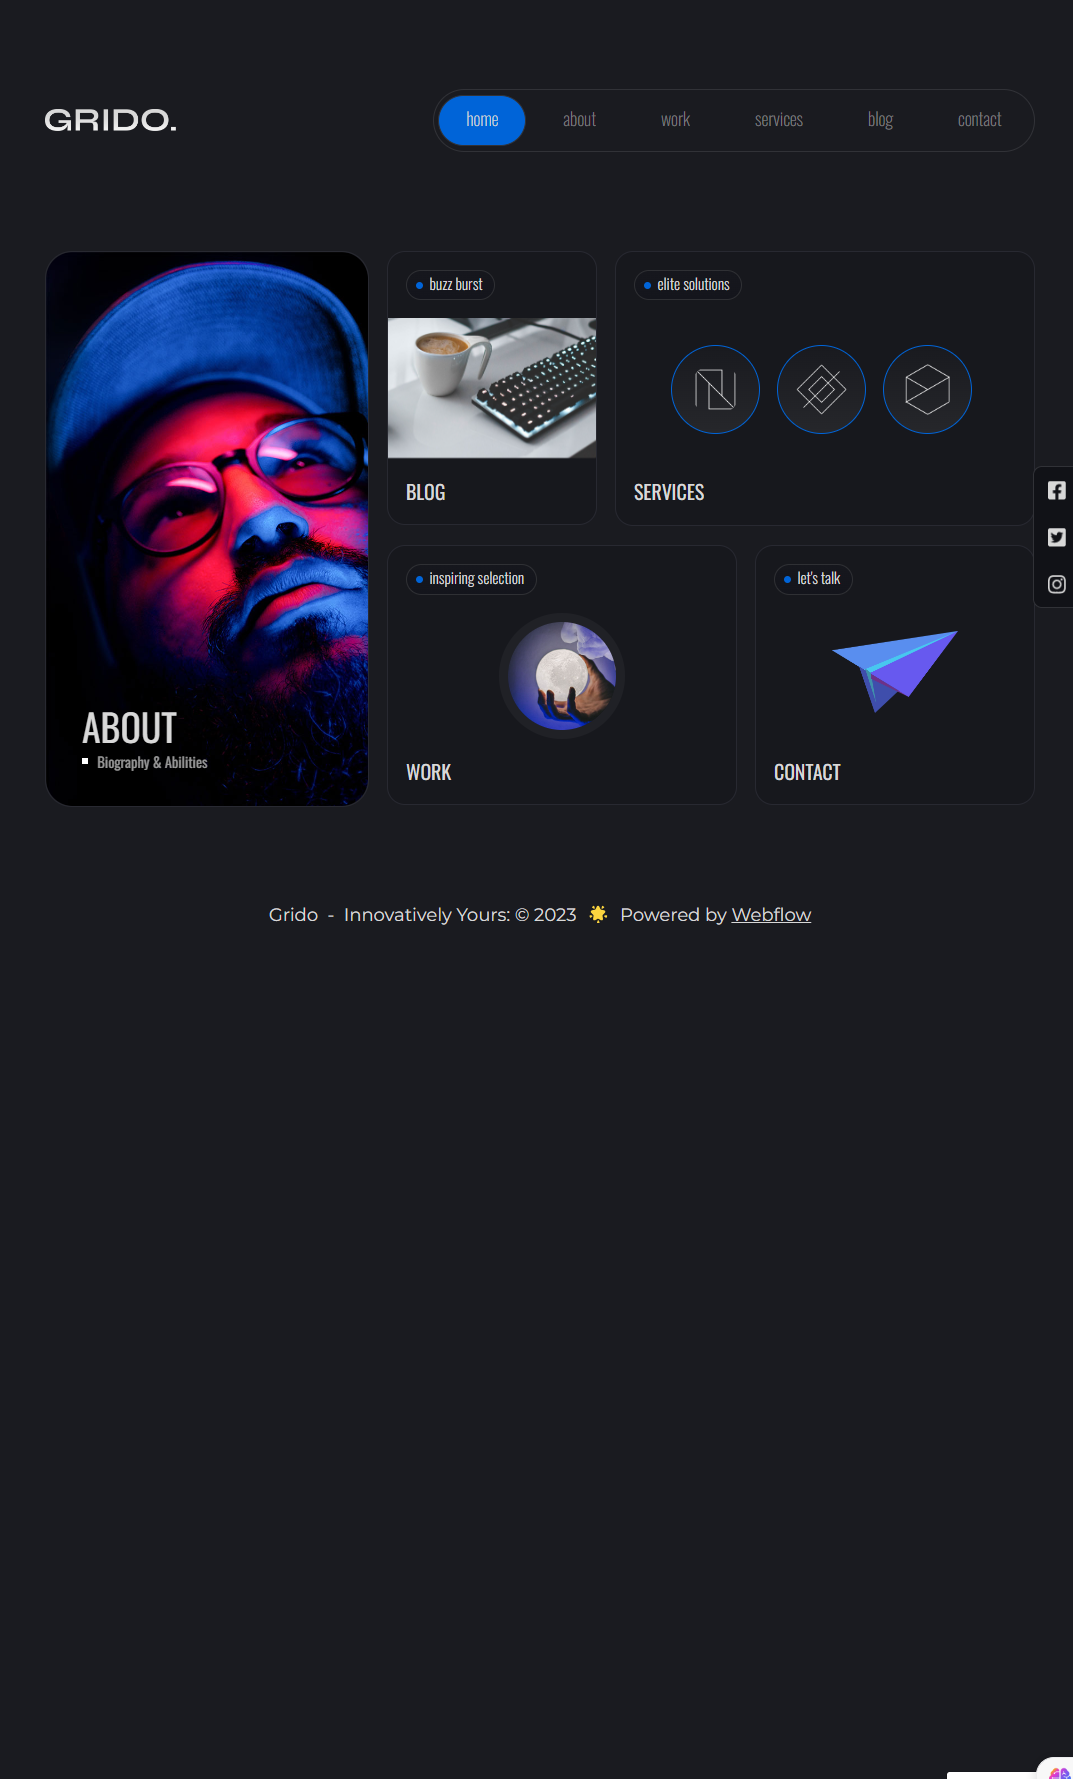 GRIDO.
home about work services blog contact
buzz burst
elite solutions
BLOG
SERVICES
inspiring selection
let's talk
ABOUT
Biography & Abilities
WORK
CONTACT
Grido - Innovatively Yours: © 2023 🌟 Powered by Webflow